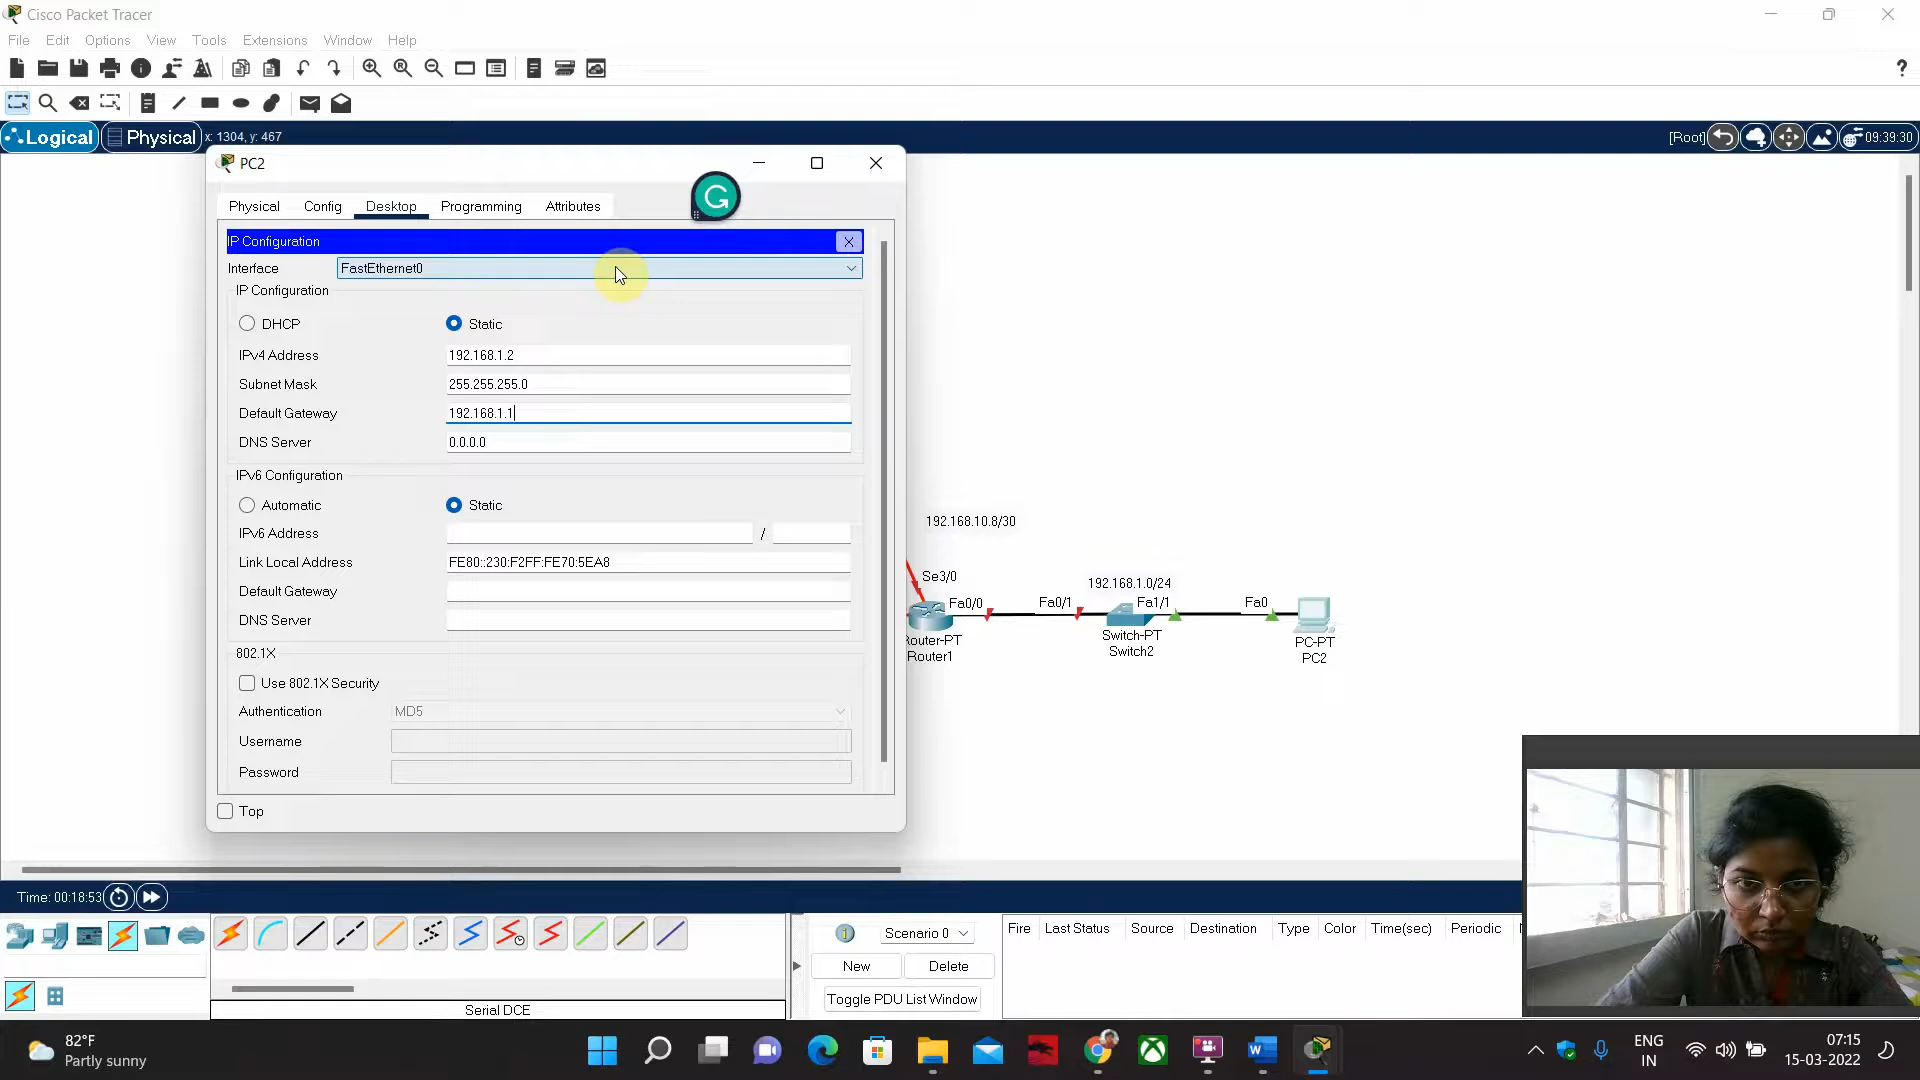 Cisco Packet Tracer
File Edit Options View Tools Extensions Window Help
?
Logical Physical x: 1304, y: 467 [Root] 09:39:30
PC2
Physical Config Desktop Programming Attributes
G
IP Configuration X
Interface FastEthernet0
IP Configuration
DHCP Static
IPv4 Address 192.168.1.2
Subnet Mask 255.255.255.0
Default Gateway 192.168.1.1
DNS Server 0.0.0.0
IPv6 Configuration
Automatic Static
IPv6 Address /
Link Local Address FE80::230:F2FF:FE70:5EA8
Default Gateway
DNS Server
802.1X
Use 802.1X Security
Authentication MD5
Username
Password
Top
192.168.10.8/30
Se3/0
192.168.1.0/24
Fa0/0 Fa0/1 Fa1/1 Fa0
Router-PT
Router1
Switch-PT
Switch2
PC-PT
PC2
Time: 00:18:53
Scenario 0
New Delete
Toggle PDU List Window
Fire Last Status Source Destination Type Color Time(sec) Periodic
Serial DCE
82°F
Partly sunny
ENG
IN
07:15
15-03-2022